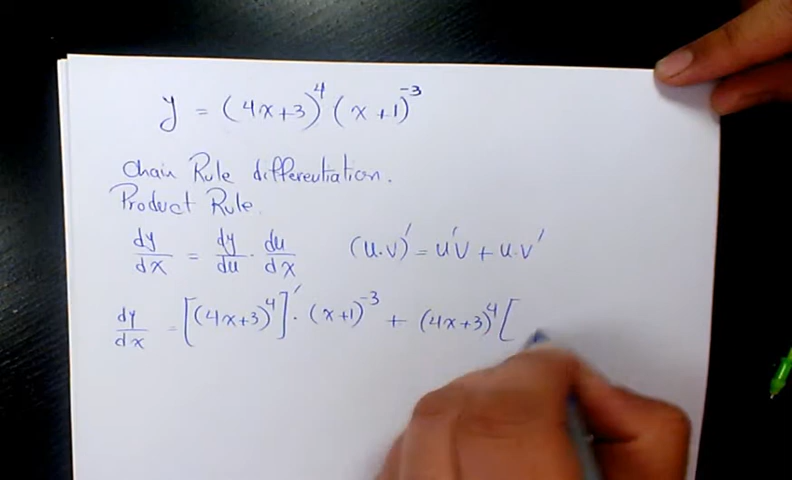 y = (4x+3)^4 (x+1)^-3
Chain Rule differentiation.
Product Rule.
dy/dx = dy/du · du/dx (u.v)' = u'v + u.v'
dy/dx = [(4x+3)^4]' · (x+1)^-3 + (4x+3)^4 [